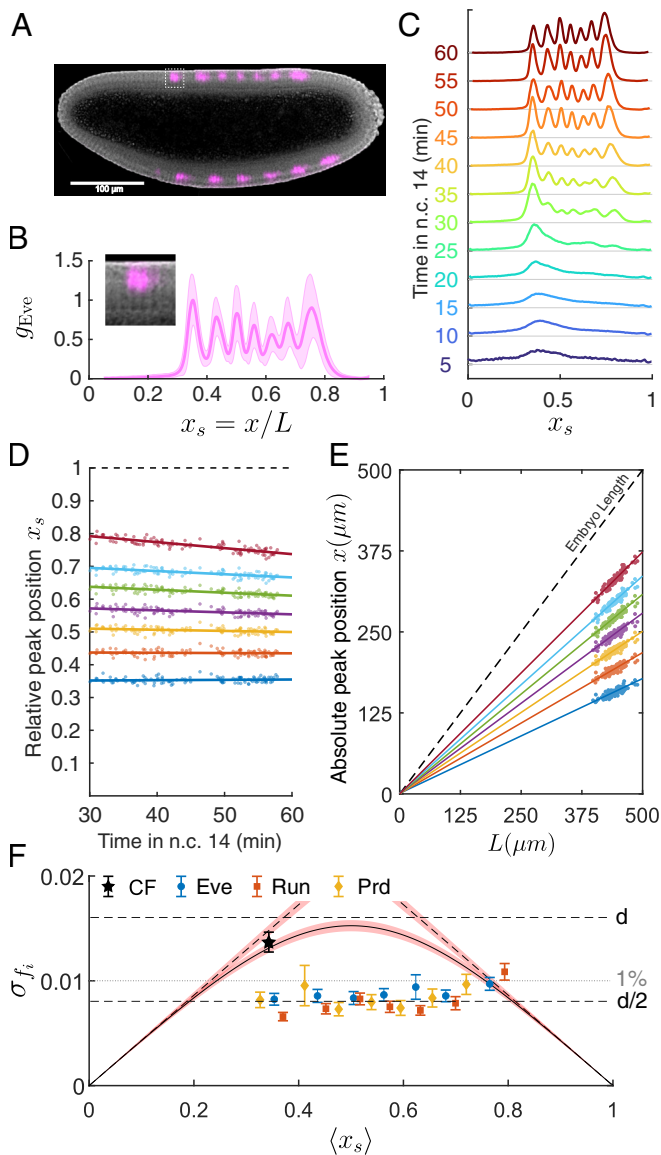 A
100 μm
B
1.5
1
0.5
0
g_Eve
0
0.2
0.4
0.6
0.8
1
x_s = x/L
C
60
55
50
45
40
35
30
25
20
15
10
5
Time in n.c. 14 (min)
0
0.5
1
x_s
D
1
0.9
0.8
0.7
0.6
0.5
0.4
0.3
0.2
0.1
Relative peak position x_s
30
40
50
60
Time in n.c. 14 (min)
E
500
375
250
125
0
Absolute peak position x(μm)
Embryo Length
0
125
250
375
500
L(μm)
F
CF
Eve
Run
Prd
0.02
0.01
0
σ_{f_i}
d
1%
d/2
0
0.2
0.4
0.6
0.8
1
⟨x_s⟩